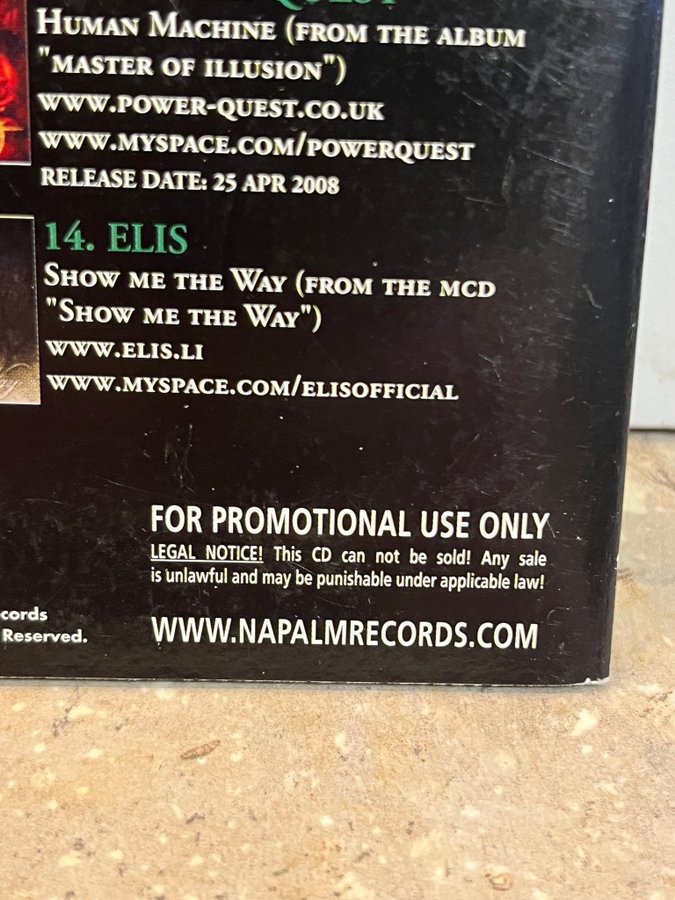 QUEST
HUMAN MACHINE (FROM THE ALBUM
"MASTER OF ILLUSION")
WWW.POWER-QUEST.CO.UK
WWW.MYSPACE.COM/POWERQUEST
RELEASE DATE: 25 APR 2008
14. ELIS
SHOW ME THE WAY (FROM THE MCD
"SHOW ME THE WAY")
WWW.ELIS.LI
WWW.MYSPACE.COM/ELISOFFICIAL
FOR PROMOTIONAL USE ONLY
LEGAL NOTICE! This CD can not be sold! Any sale
is unlawful and may be punishable under applicable law!
cords
Reserved.
WWW.NAPALMRECORDS.COM